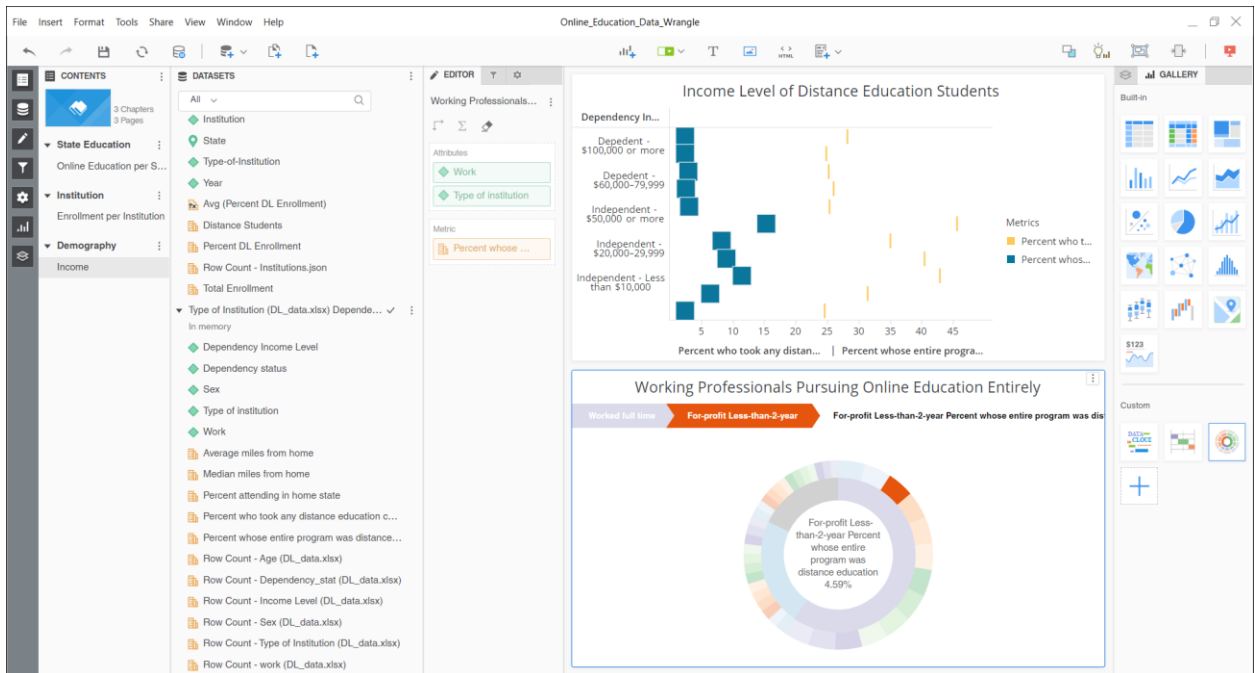 File Insert Format Tools Share View Window Help
Online_Education_Data_Wrangle
T
< >
HTML
CONTENTS
3 Chapters
3 Pages
State Education
Online Education per S...
Institution
Enrollment per Institution
Demography
Income
DATASETS
All
Institution
State
Type-of-Institution
Year
fx Avg (Percent DL Enrollment)
Distance Students
Percent DL Enrollment
Row Count - Institutions.json
Total Enrollment
Type of Institution (DL_data.xlsx) Depende...
In memory
Dependency Income Level
Dependency status
Sex
Type of institution
Work
Average miles from home
Median miles from home
Percent attending in home state
Percent who took any distance education c...
Percent whose entire program was distance...
Row Count - Age (DL_data.xlsx)
Row Count - Dependency_stat (DL_data.xlsx)
Row Count - Income Level (DL_data.xlsx)
Row Count - Sex (DL_data.xlsx)
Row Count - Type of Institution (DL_data.xlsx)
Row Count - work (DL_data.xlsx)
EDITOR
Working Professionals...
Σ
Attributes
Work
Type of institution
Metric
Percent whose ...
Income Level of Distance Education Students
Dependency In...
Depedent -
$100,000 or more
Depedent -
$60,000–79,999
Independent -
$50,000 or more
Independent -
$20,000–29,999
Independent - Less
than $10,000
5 10 15 20 25 30 35 40 45
Percent who took any distan... | Percent whose entire progra...
Metrics
Percent who t...
Percent whos...
Working Professionals Pursuing Online Education Entirely
Worked full time
For-profit Less-than-2-year
For-profit Less-than-2-year Percent whose entire program was dis
For-profit Less-
than-2-year Percent
whose entire
program was
distance education
4.59%
GALLERY
Built-in
$123
Custom
DATA
CLOUD